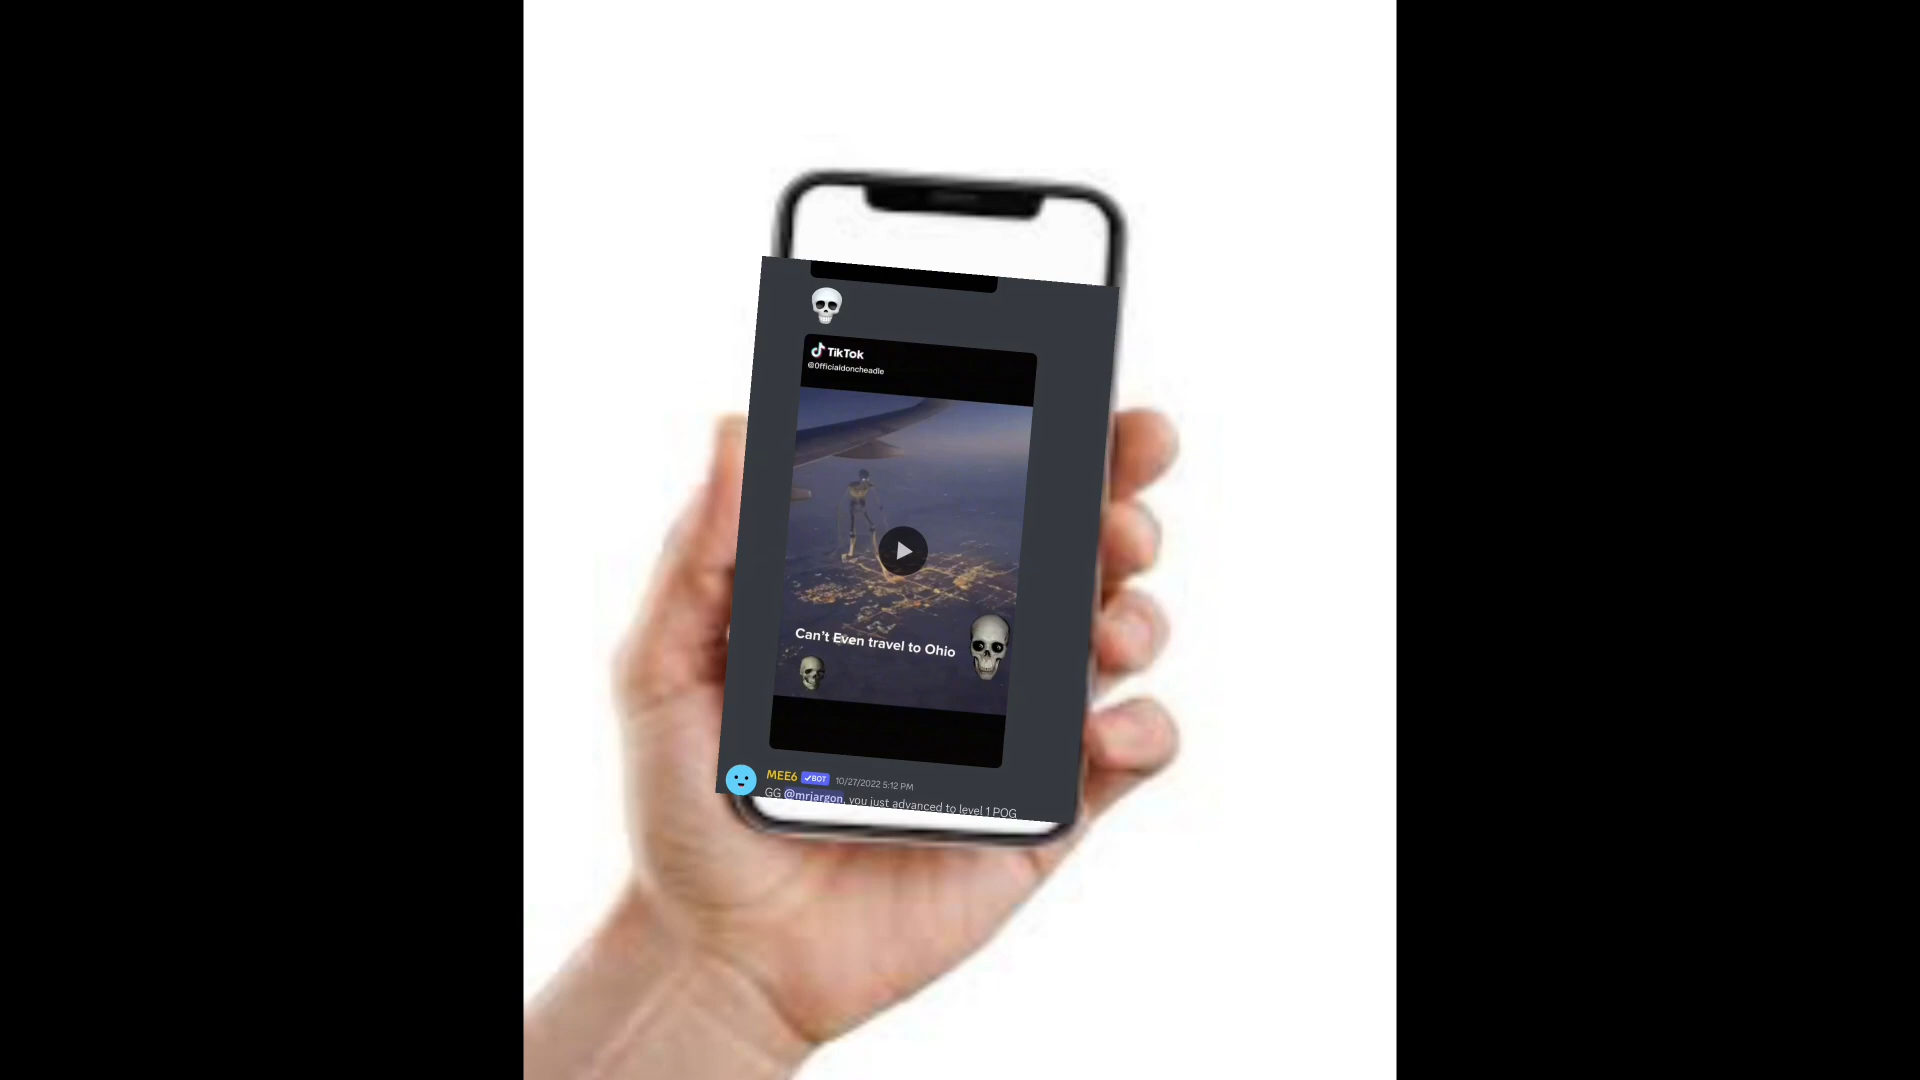 TikTok
@0fficialdoncheadle
Can't Even travel to Ohio
MEE6 ✓BOT 10/27/2022 5:12 PM
GG @mrjargon, you just advanced to level 1 POG